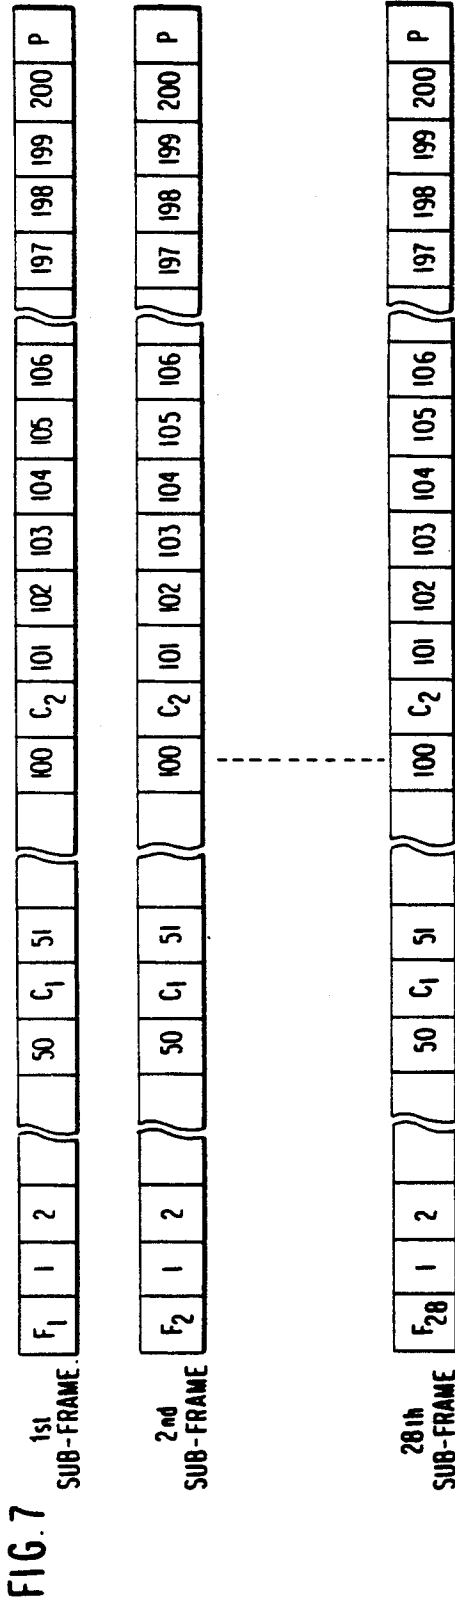 FIG. 7
1st SUB-FRAME. F1 1 2 50 C1 51 100 C2 101 102 103 104 105 106 197 198 199 200 P
2nd SUB-FRAME F2 1 2 50 C1 51 100 C2 101 102 103 104 105 106 197 198 199 200 P
28th SUB-FRAME F28 1 2 50 C1 51 100 C2 101 102 103 104 105 106 197 198 199 200 P